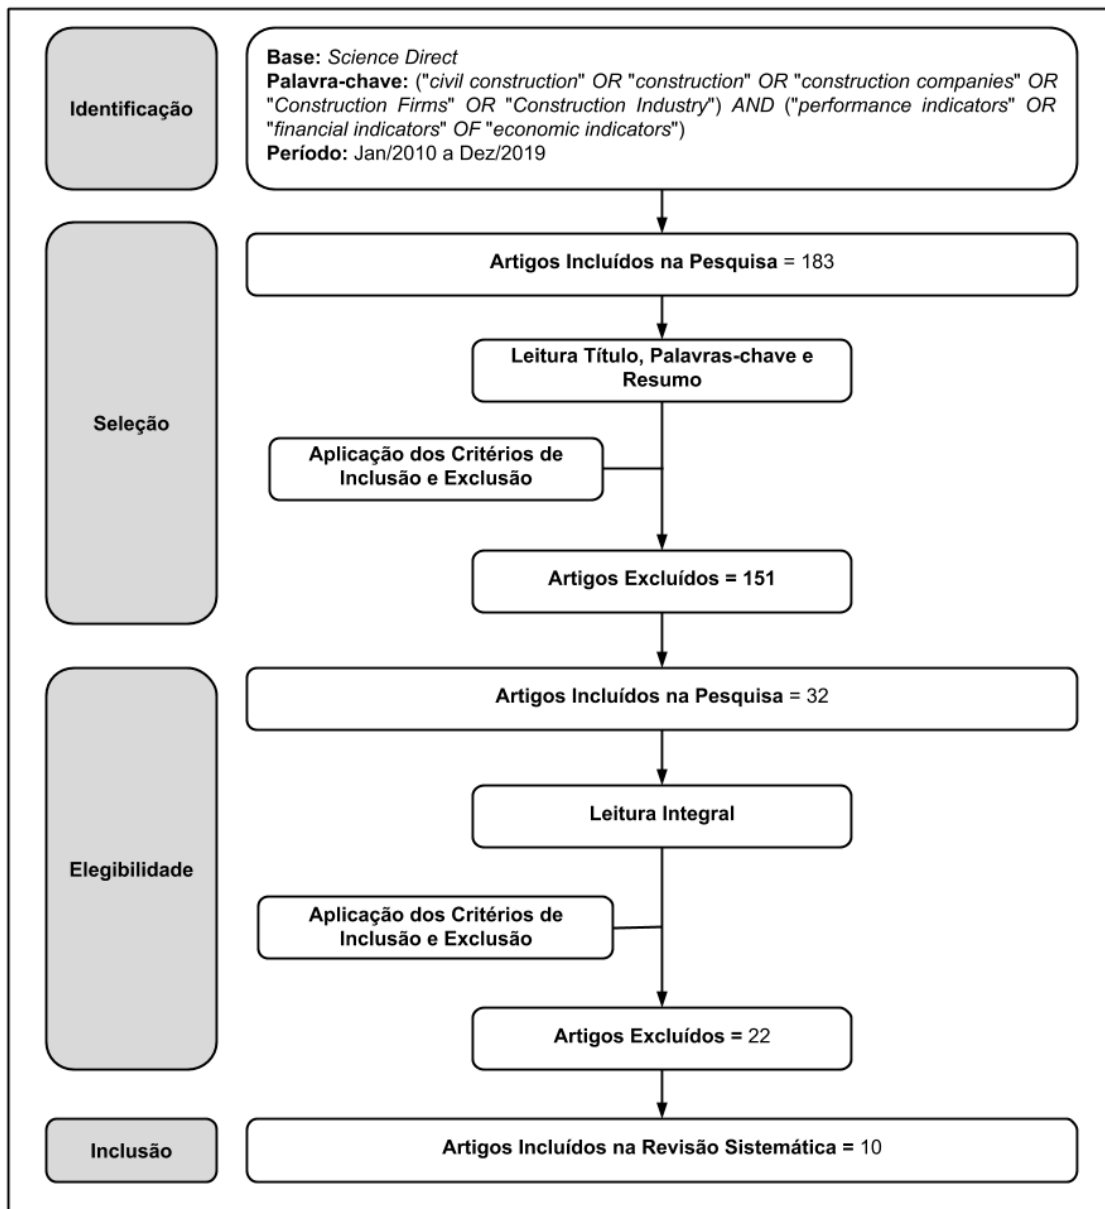 Identificação
Base: Science Direct
Palavra-chave: ("civil construction" OR "construction" OR "construction companies" OR
"Construction Firms" OR "Construction Industry") AND ("performance indicators" OR
"financial indicators" OF "economic indicators")
Período: Jan/2010 a Dez/2019
Seleção
Artigos Incluídos na Pesquisa = 183
Leitura Título, Palavras-chave e
Resumo
Aplicação dos Critérios de
Inclusão e Exclusão
Artigos Excluídos = 151
Elegibilidade
Artigos Incluídos na Pesquisa = 32
Leitura Integral
Aplicação dos Critérios de
Inclusão e Exclusão
Artigos Excluídos = 22
Inclusão
Artigos Incluídos na Revisão Sistemática = 10